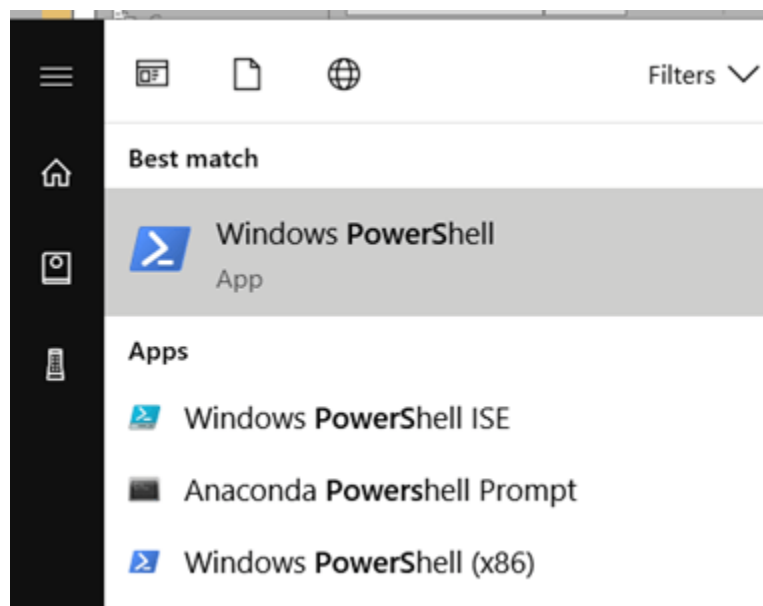 Filters
Best match
Windows PowerShell
App
Apps
Windows PowerShell ISE
Anaconda Powershell Prompt
Windows PowerShell (x86)